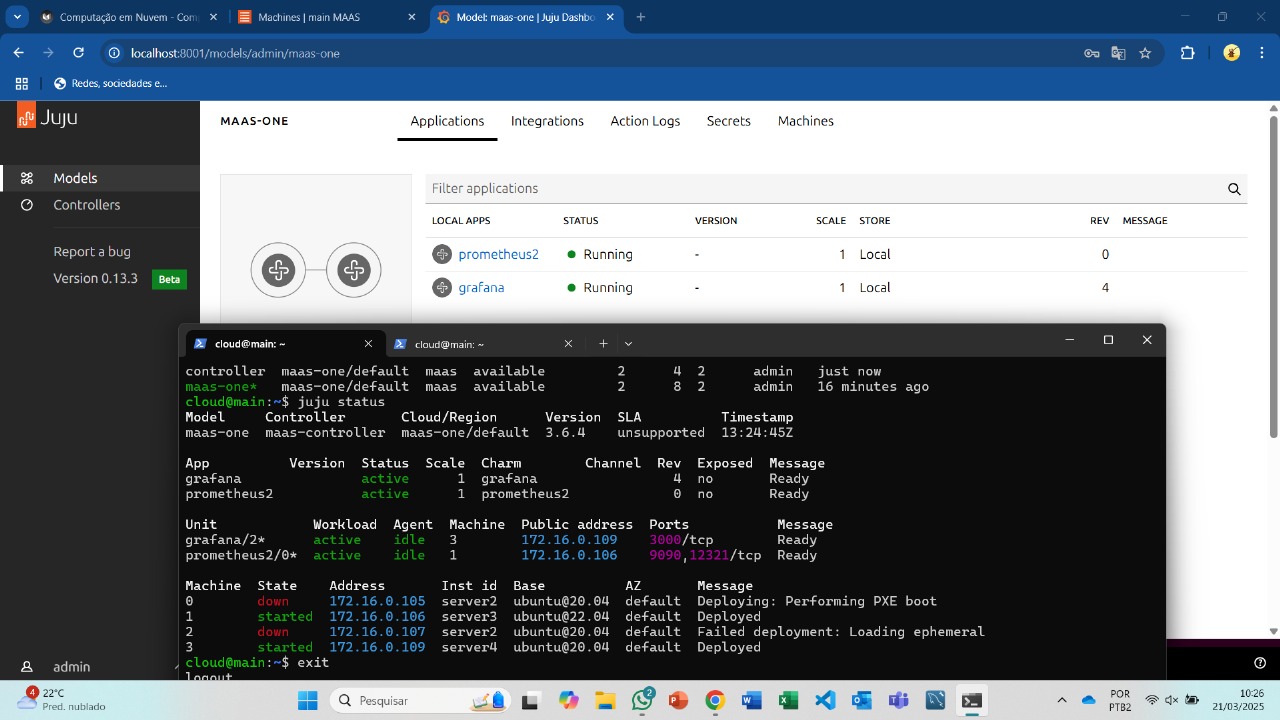 Computação em Nuvem - Com
Machines | main MAAS
Model: maas-one | Juju Dashbo
localhost:8001/models/admin/maas-one
Redes, sociedades e...
Juju
MAAS-ONE
Applications Integrations Action Logs Secrets Machines
Models
Controllers
Report a bug
Version 0.13.3 Beta
Filter applications
LOCAL APPS STATUS VERSION SCALE STORE REV MESSAGE
prometheus2 Running - 1 Local 0
grafana Running - 1 Local 4
cloud@main: ~
cloud@main: ~
controller maas-one/default maas available 2 4 2 admin just now
maas-one* maas-one/default maas available 2 8 2 admin 16 minutes ago
cloud@main:~$ juju status
Model Controller Cloud/Region Version SLA Timestamp
maas-one maas-controller maas-one/default 3.6.4 unsupported 13:24:45Z
App Version Status Scale Charm Channel Rev Exposed Message
grafana active 1 grafana 4 no Ready
prometheus2 active 1 prometheus2 0 no Ready
Unit Workload Agent Machine Public address Ports Message
grafana/2* active idle 3 172.16.0.109 3000/tcp Ready
prometheus2/0* active idle 1 172.16.0.106 9090,12321/tcp Ready
Machine State Address Inst id Base AZ Message
0 down 172.16.0.105 server2 ubuntu@20.04 default Deploying: Performing PXE boot
1 started 172.16.0.106 server3 ubuntu@22.04 default Deployed
2 down 172.16.0.107 server2 ubuntu@20.04 default Failed deployment: Loading ephemeral
3 started 172.16.0.109 server4 ubuntu@20.04 default Deployed
cloud@main:~$ exit
logout
admin
4
22°C
Pred. nublado
Pesquisar
2
POR
PTB2
10:26
21/03/2025